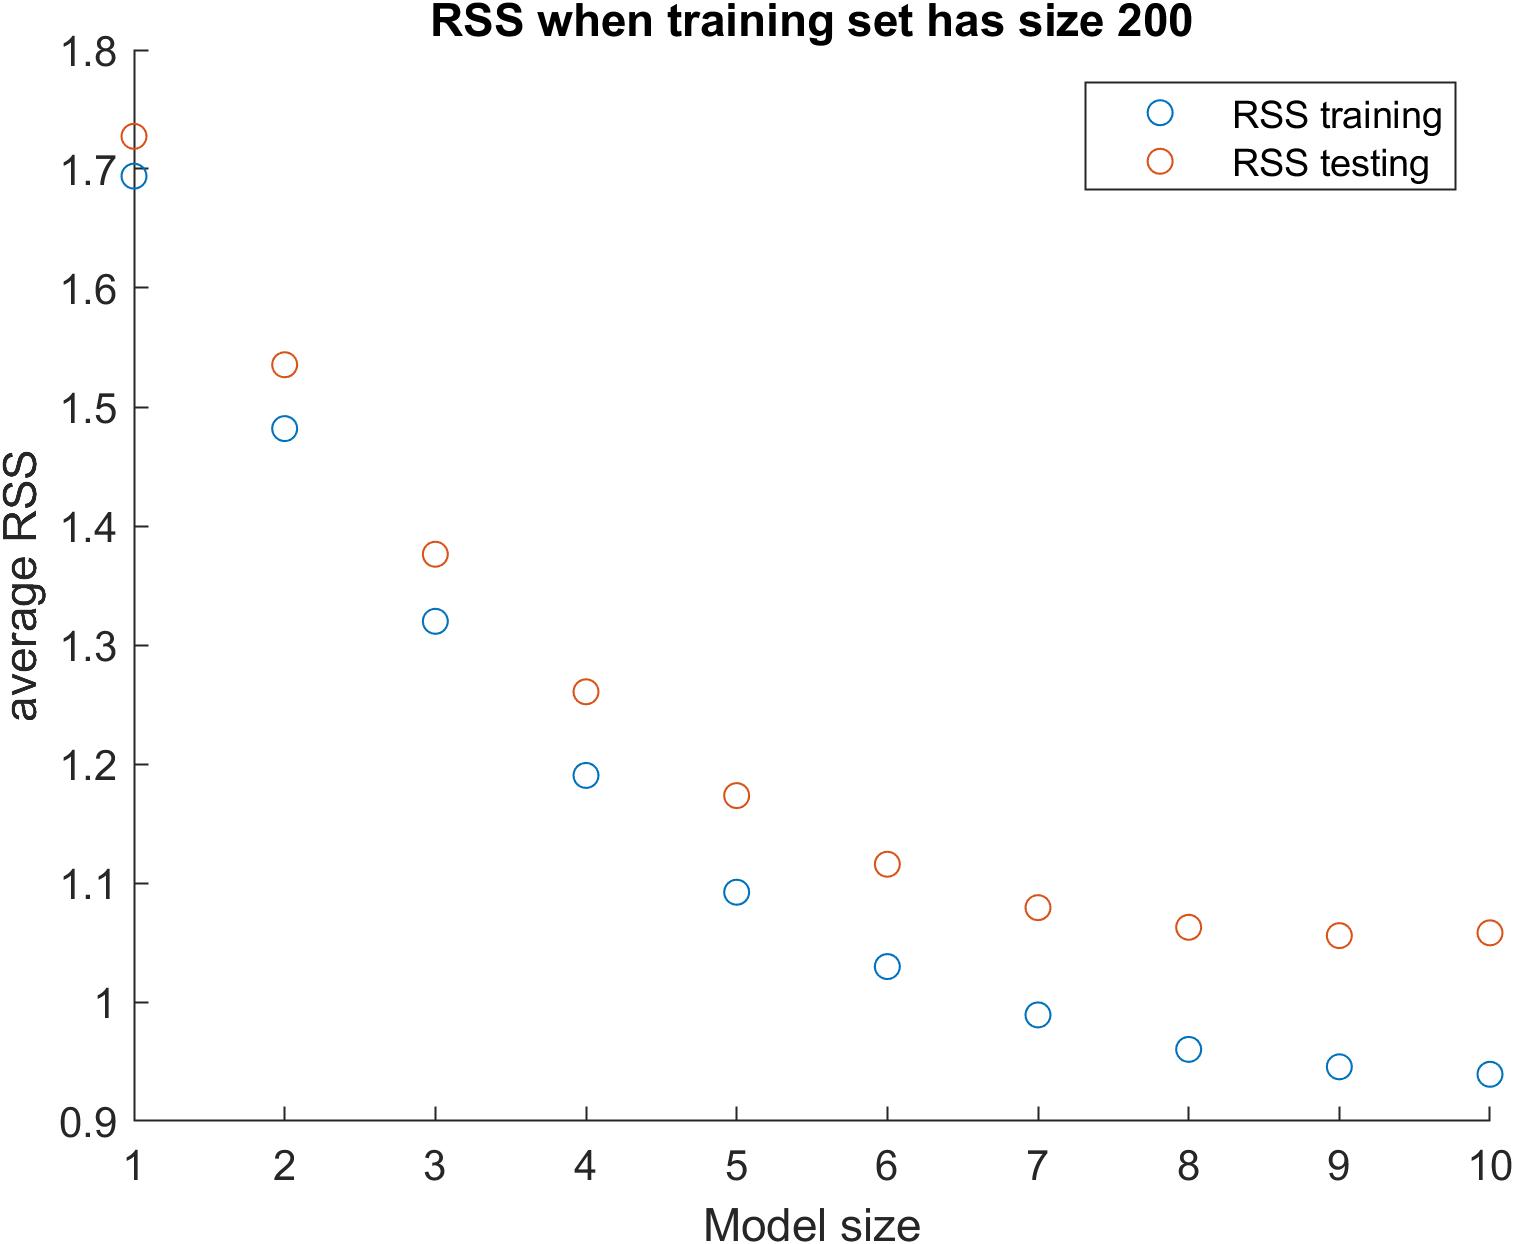 RSS when training set has size 200
1.8
1.7
1.6
1.5
1.4
1.3
1.2
1.1
1
0.9
average RSS
RSS training
RSS testing
1 2 3 4 5 6 7 8 9 10
Model size